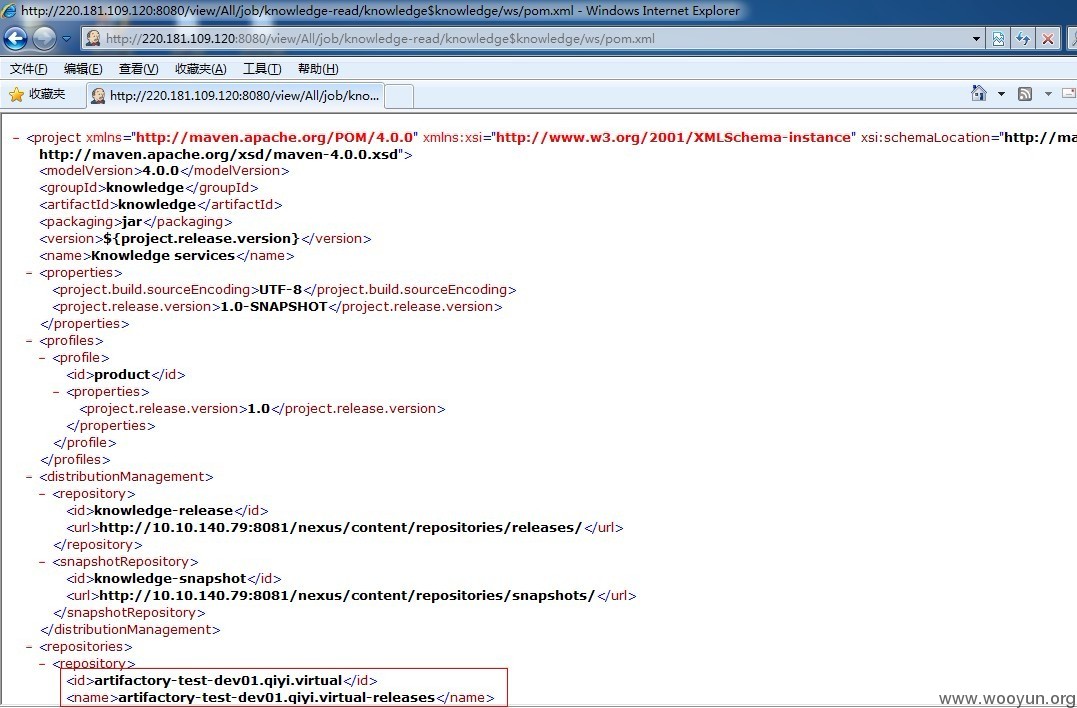 http://220.181.109.120:8080/view/All/job/knowledge-read/knowledge$knowledge/ws/pom.xml - Windows Internet Explorer
http://220.181.109.120:8080/view/All/job/knowledge-read/knowledge$knowledge/ws/pom.xml
文件(F) 编辑(E) 查看(V) 收藏夹(A) 工具(T) 帮助(H)
收藏夹 http://220.181.109.120:8080/view/All/job/kno...
- <project xmlns="http://maven.apache.org/POM/4.0.0" xmlns:xsi="http://www.w3.org/2001/XMLSchema-instance" xsi:schemaLocation="http://ma
http://maven.apache.org/xsd/maven-4.0.0.xsd">
<modelVersion>4.0.0</modelVersion>
<groupId>knowledge</groupId>
<artifactId>knowledge</artifactId>
<packaging>jar</packaging>
<version>${project.release.version}</version>
<name>Knowledge services</name>
- <properties>
<project.build.sourceEncoding>UTF-8</project.build.sourceEncoding>
<project.release.version>1.0-SNAPSHOT</project.release.version>
</properties>
- <profiles>
- <profile>
<id>product</id>
- <properties>
<project.release.version>1.0</project.release.version>
</properties>
</profile>
</profiles>
- <distributionManagement>
- <repository>
<id>knowledge-release</id>
<url>http://10.10.140.79:8081/nexus/content/repositories/releases/</url>
</repository>
- <snapshotRepository>
<id>knowledge-snapshot</id>
<url>http://10.10.140.79:8081/nexus/content/repositories/snapshots/</url>
</snapshotRepository>
</distributionManagement>
- <repositories>
- <repository>
<id>artifactory-test-dev01.qiyi.virtual</id>
<name>artifactory-test-dev01.qiyi.virtual-releases</name>
www.wooyun.org